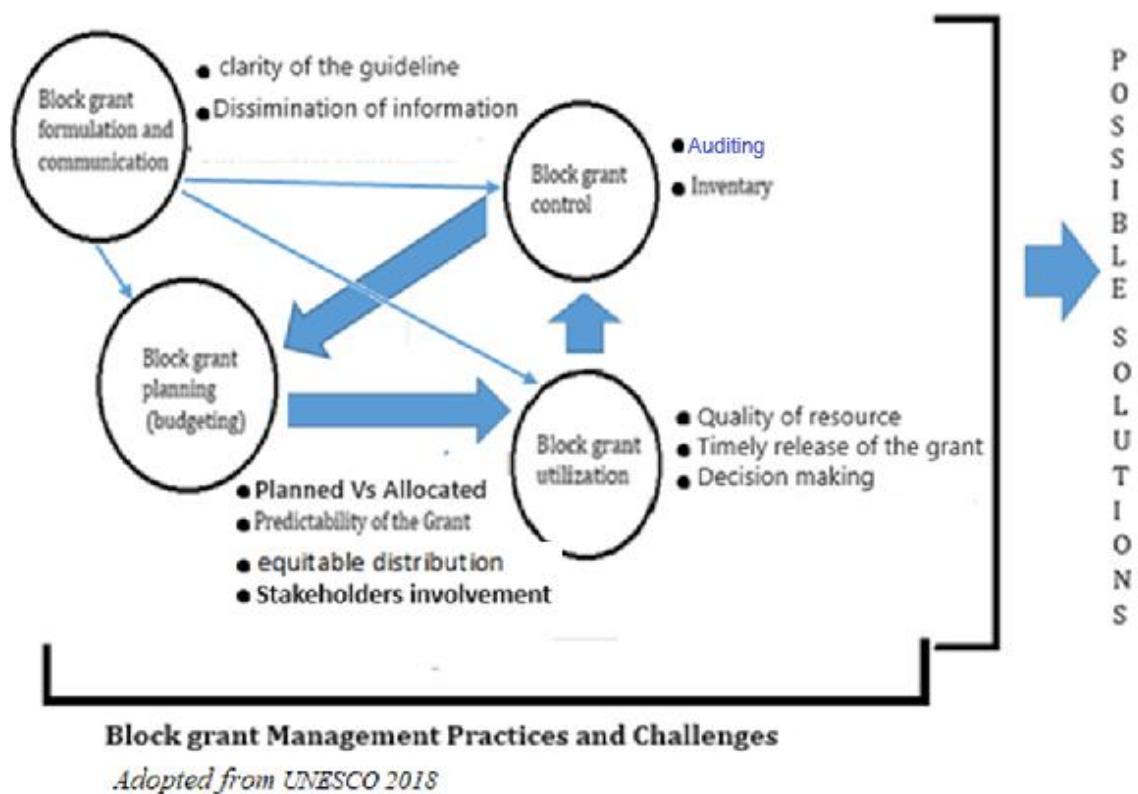 Block grant
formulation and
communication
● clarity of the guideline
● Dissimination of information
Block grant
control
● Auditing
● Inventary
Block grant
planning
(budgeting)
● Planned Vs Allocated
● Predictability of the Grant
● equitable distribution
● Stakeholders involvement
Block grant
utilization
● Quality of resource
● Timely release of the grant
● Decision making
P
O
S
S
I
B
L
E
S
O
L
U
T
I
O
N
S
Block grant Management Practices and Challenges
Adopted from UNESCO 2018